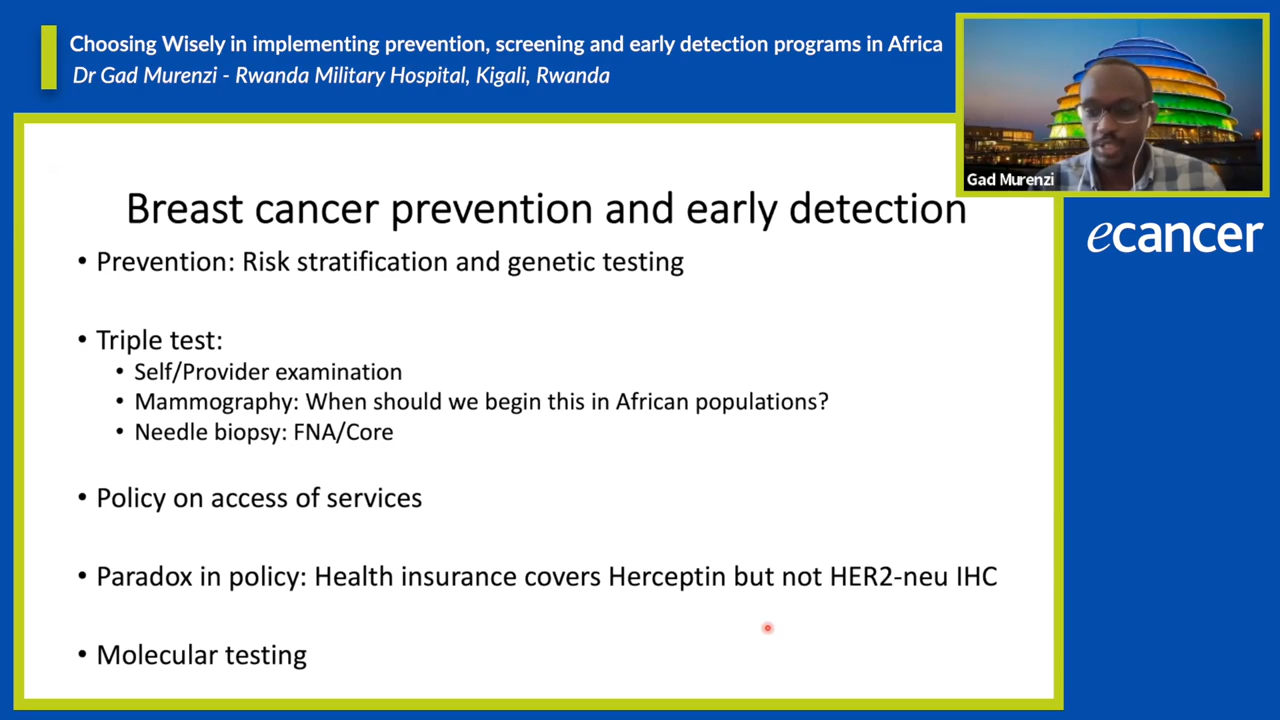 Choosing Wisely in implementing prevention, screening and early detection programs in Africa
Dr Gad Murenzi - Rwanda Military Hospital, Kigali, Rwanda
Gad Murenzi
ecancer
Breast cancer prevention and early detection
• Prevention: Risk stratification and genetic testing
• Triple test:
• Self/Provider examination
• Mammography: When should we begin this in African populations?
• Needle biopsy: FNA/Core
• Policy on access of services
• Paradox in policy: Health insurance covers Herceptin but not HER2-neu IHC
• Molecular testing